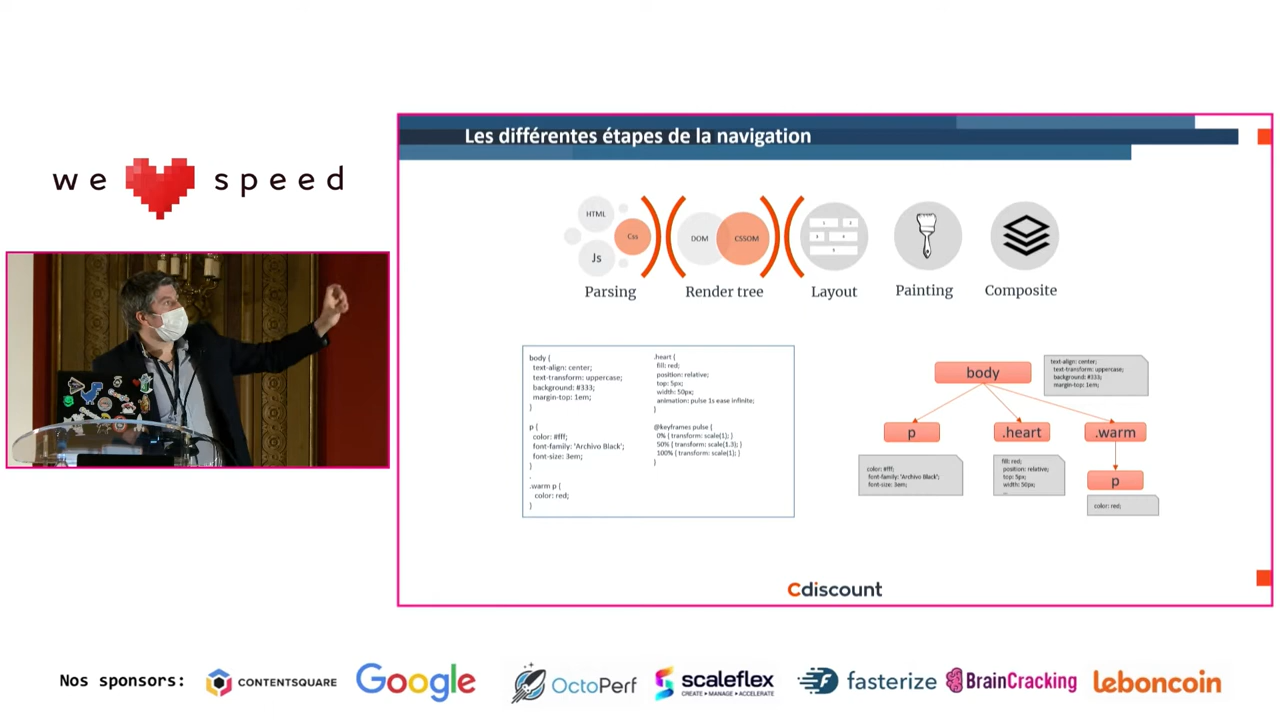 we speed
Les différentes étapes de la navigation
HTML
Css
Js
DOM
CSSOM
1
2
3
4
5
Parsing
Render tree
Layout
Painting
Composite
body {
text-align: center;
text-transform: uppercase;
background: #333;
margin-top: 1em;
}
p {
color: #fff;
font-family: 'Archivo Black';
font-size: 3em;
}
.
.warm p {
color: red;
}
.heart {
fill: red;
position: relative;
top: 5px;
width: 50px;
animation: pulse 1s ease infinite;
}
@keyframes pulse {
0% { transform: scale(1); }
50% { transform: scale(1.3); }
100% { transform: scale(1); }
}
body
text-align: center;
text-transform: uppercase;
background: #333;
margin-top: 1em;
p
.heart
.warm
color: #fff;
font-family: 'Archivo Black';
font-size: 3em;
fill: red;
position: relative;
top: 5px;
width: 50px;
...
p
color: red;
Cdiscount
Nos sponsors:
CONTENTSQUARE
Google
OctoPerf
scaleflex
CREATE • MANAGE • ACCELERATE
fasterize
BrainCracking
leboncoin